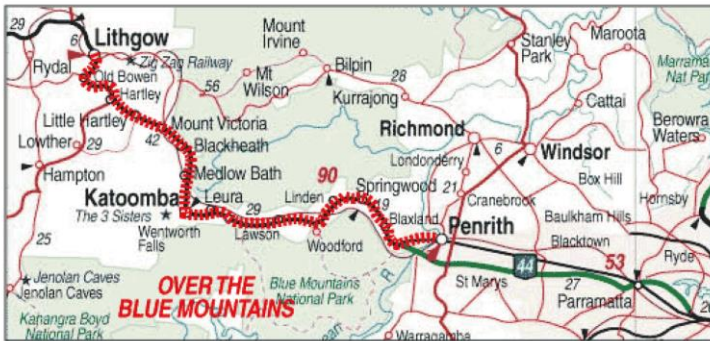 29
Lithgow
6
Zig Zag Railway
Rydal
Old Bowen
Hartley
Mount
Irvine
Mt
Wilson
56
Bilpin
28
Kurrajong
Stanley
Park
Maroota
Marrama
Nat Par
Cattai
Berowra
Waters
Little Hartley
Mount Victoria
42
Blackheath
Lowther
29
Hampton
Medlow Bath
Katoomba
Leura
The 3 Sisters
29
Wentworth
Falls
Lawson
Linden
90
Springwood
19
Woodford
Blaxland
Richmond
6
Windsor
Londonderry
21
Cranebrook
Box Hill
Hornsby
Baulkham Hills
Penrith
Blacktown
Ryde
44
53
St Marys
27
Parramatta
25
Jenolan Caves
Jenolan Caves
Kanangra Boyd
National Park
OVER THE
BLUE MOUNTAINS
Blue Mountains
National Park
R
Warragamba